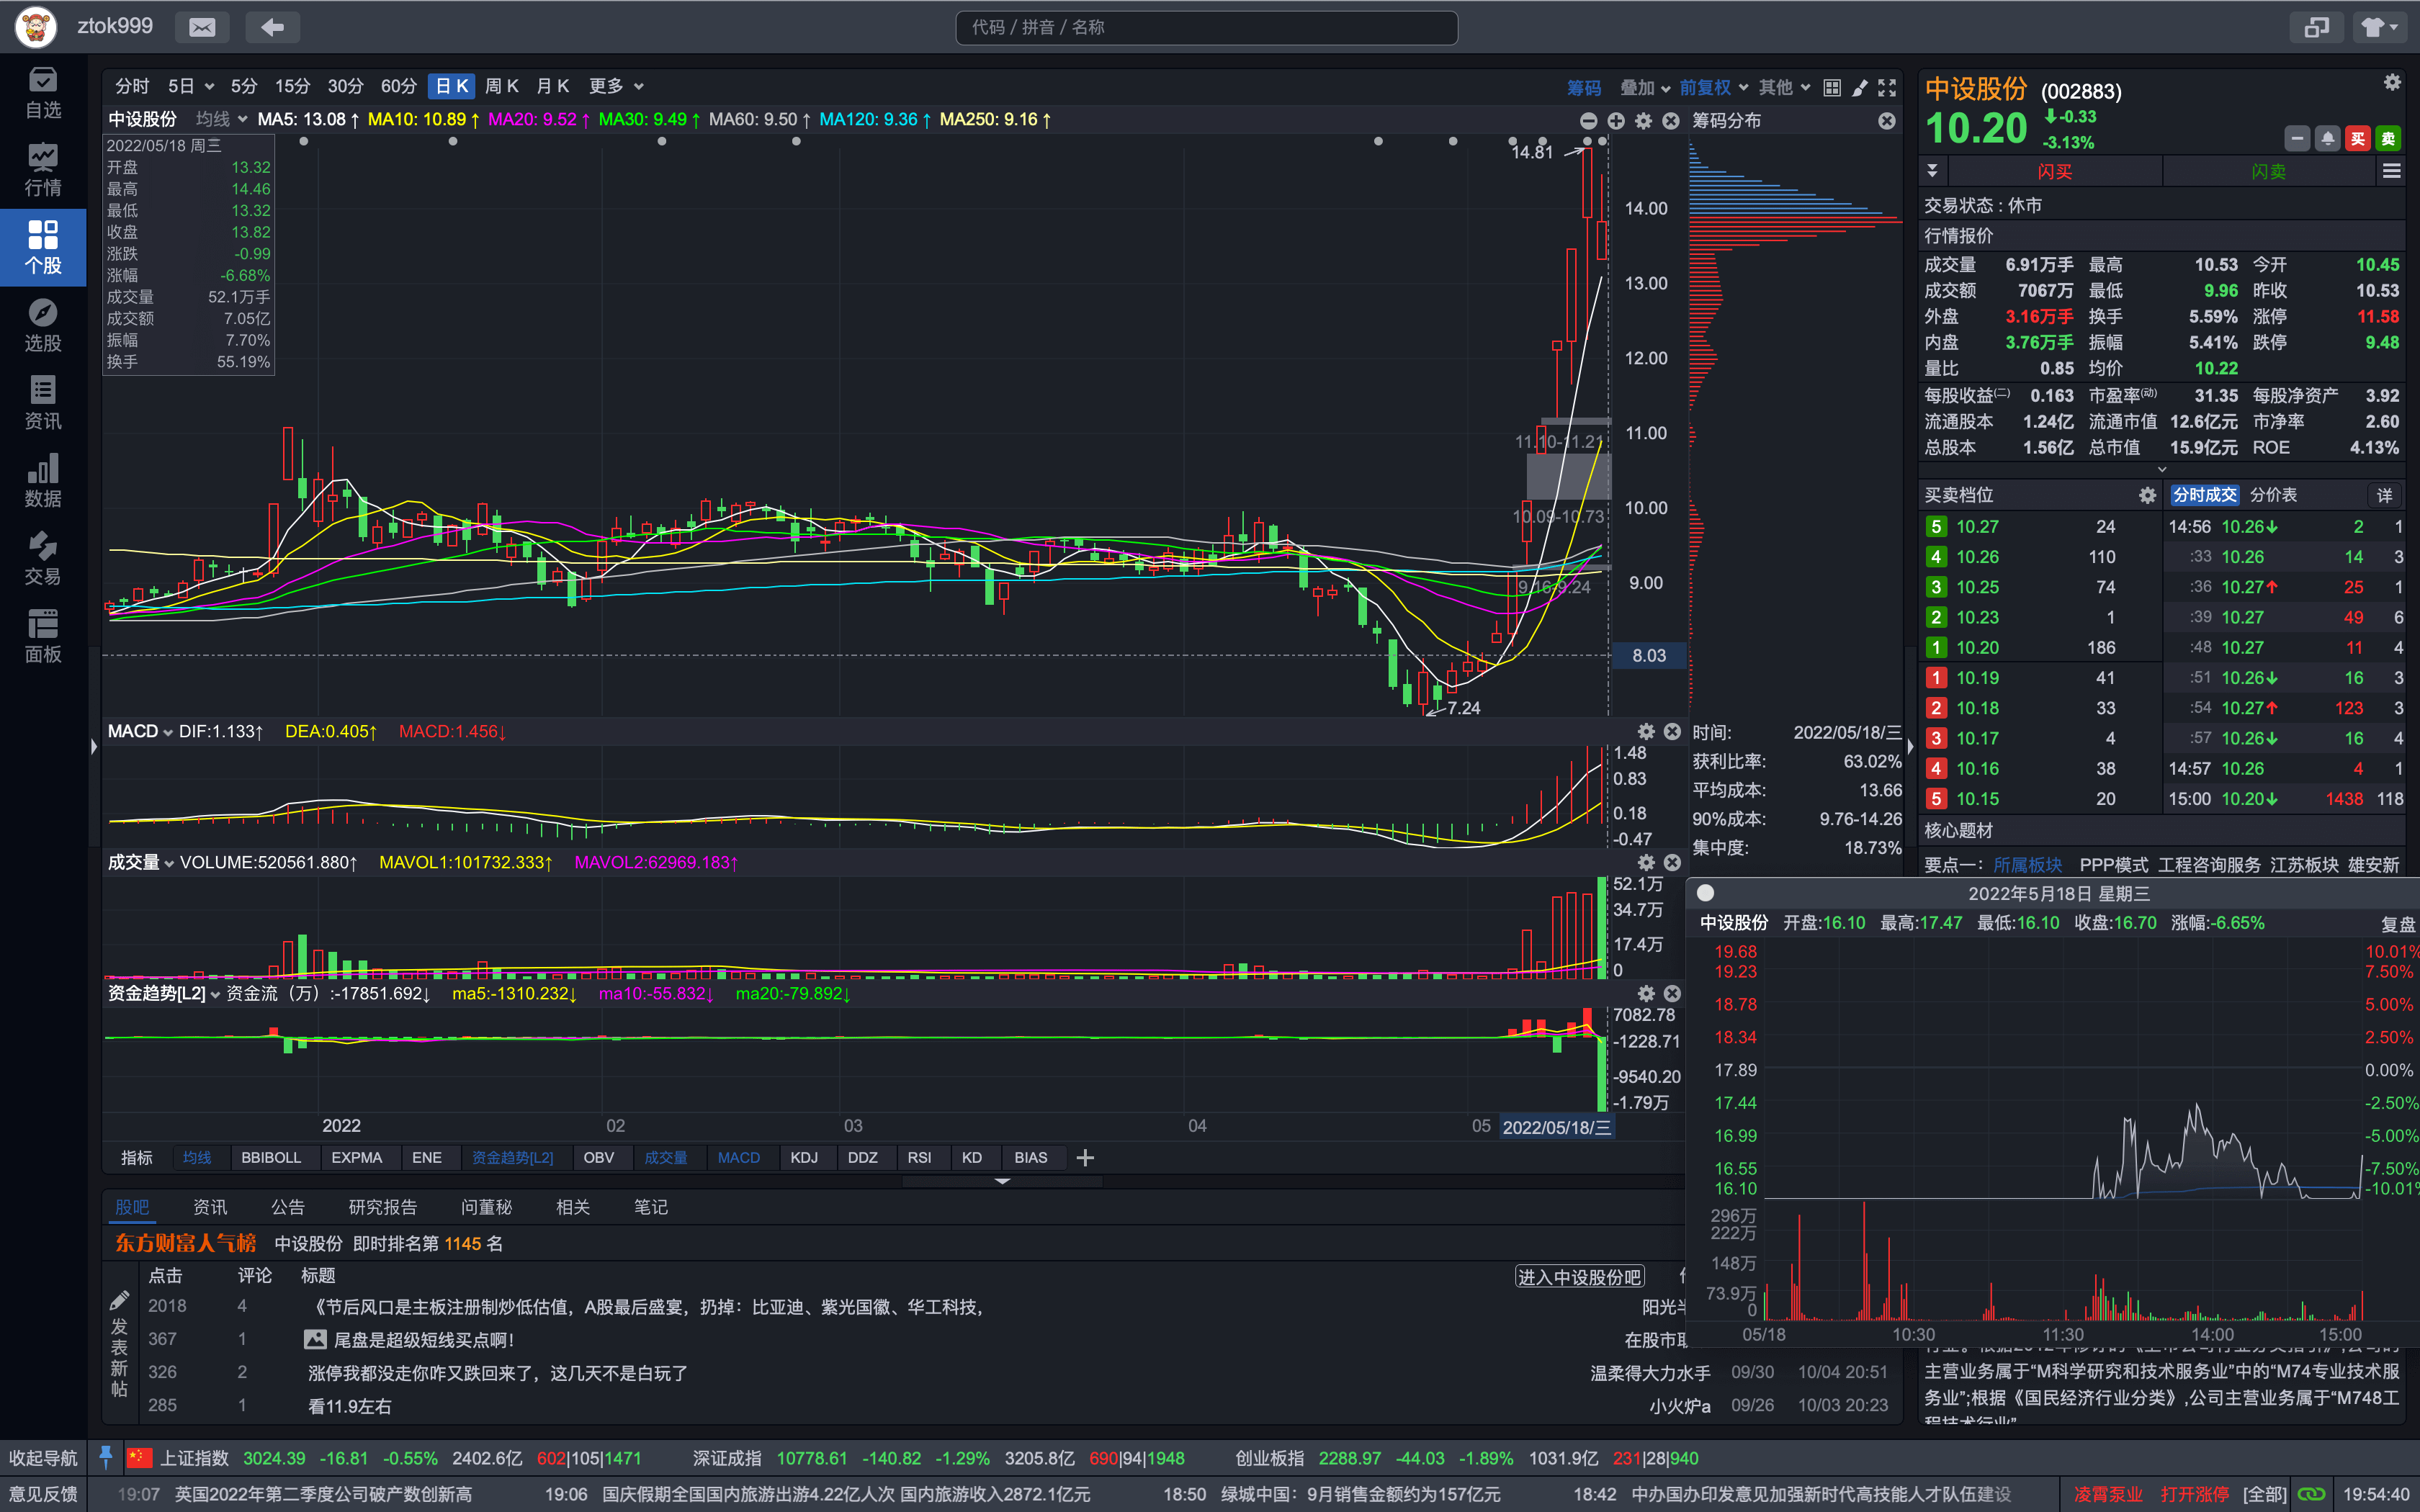 ztok999
代码 / 拼音 / 名称
自选
行情
个股
选股
资讯
数据
交易
面板
分时 5日 5分 15分 30分 60分 日K 周K 月K 更多 筹码 叠加 前复权 其他
中设股份 均线 MA5: 13.08↑ MA10: 10.89↑ MA20: 9.52↑ MA30: 9.49↑ MA60: 9.50↑ MA120: 9.36↑ MA250: 9.16↑
筹码分布
2022/05/18 周三
开盘 13.32
最高 14.46
最低 13.32
收盘 13.82
涨跌 -0.99
涨幅 -6.68%
成交量 52.1万手
成交额 7.05亿
振幅 7.70%
换手 55.19%
14.81
14.00
13.00
12.00
11.00
10.00
9.00
8.03
11.10-11.21
10.09-10.73
9.16-9.24
7.24
MACD DIF:1.133↑ DEA:0.405↑ MACD:1.456↓
1.48
0.83
0.18
-0.47
时间: 2022/05/18/三
获利比率: 63.02%
平均成本: 13.66
90%成本: 9.76-14.26
集中度: 18.73%
成交量 VOLUME:520561.880↑ MAVOL1:101732.333↑ MAVOL2:62969.183↑
52.1万
34.7万
17.4万
0
资金趋势[L2] 资金流（万）:-17851.692↓ ma5:-1310.232↓ ma10:-55.832↓ ma20:-79.892↓
7082.78
-1228.71
-9540.20
-1.79万
2022 02 03 04 05 2022/05/18/三
指标 均线 BBIBOLL EXPMA ENE 资金趋势[L2] OBV 成交量 MACD KDJ DDZ RSI KD BIAS
股吧 资讯 公告 研究报告 问董秘 相关 笔记
东方财富人气榜 中设股份 即时排名第 1145 名
点击 评论 标题 进入中设股份吧
2018 4 《节后风口是主板注册制炒低估值，A股最后盛宴，扔掉：比亚迪、紫光国徽、华工科技， 阳光半
367 1 尾盘是超级短线买点啊！ 在股市取
326 2 涨停我都没走你咋又跌回来了，这几天不是白玩了 温柔得大力水手 09/30 10/04 20:51
285 1 看11.9左右 小火炉a 09/26 10/03 20:23
发表新帖
中设股份 (002883)
10.20 -0.33
-3.13%
买 卖
闪买 闪卖
交易状态 : 休市
行情报价
成交量 6.91万手 最高 10.53 今开 10.45
成交额 7067万 最低 9.96 昨收 10.53
外盘 3.16万手 换手 5.59% 涨停 11.58
内盘 3.76万手 振幅 5.41% 跌停 9.48
量比 0.85 均价 10.22
每股收益(二) 0.163 市盈率(动) 31.35 每股净资产 3.92
流通股本 1.24亿 流通市值 12.6亿元 市净率 2.60
总股本 1.56亿 总市值 15.9亿元 ROE 4.13%
买卖档位 分时成交 分价表 详
5 10.27 24 14:56 10.26↓ 2 1
4 10.26 110 :33 10.26 14 3
3 10.25 74 :36 10.27↑ 25 1
2 10.23 1 :39 10.27 49 6
1 10.20 186 :48 10.27 11 4
1 10.19 41 :51 10.26↓ 16 3
2 10.18 33 :54 10.27↑ 123 3
3 10.17 4 :57 10.26↓ 16 4
4 10.16 38 14:57 10.26 4 1
5 10.15 20 15:00 10.20↓ 1438 118
核心题材
要点一: 所属板块 PPP模式 工程咨询服务 江苏板块 雄安新
2022年5月18日 星期三
中设股份 开盘:16.10 最高:17.47 最低:16.10 收盘:16.70 涨幅:-6.65% 复盘
19.68 10.01%
19.23 7.50%
18.78 5.00%
18.34 2.50%
17.89 0.00%
17.44 -2.50%
16.99 -5.00%
16.55 -7.50%
16.10 -10.01%
296万
222万
148万
73.9万
0
05/18 10:30 11:30 14:00 15:00
主营业务属于“M科学研究和技术服务业”中的“M74专业技术服
务业”;根据《国民经济行业分类》,公司主营业务属于“M748工
程技术行业”
收起导航 上证指数 3024.39 -16.81 -0.55% 2402.6亿 602|105|1471 深证成指 10778.61 -140.82 -1.29% 3205.8亿 690|94|1948 创业板指 2288.97 -44.03 -1.89% 1031.9亿 231|28|940
意见反馈 19:07 英国2022年第二季度公司破产数创新高 19:06 国庆假期全国国内旅游出游4.22亿人次 国内旅游收入2872.1亿元 18:50 绿城中国：9月销售金额约为157亿元 18:42 中办国办印发意见加强新时代高技能人才队伍建设 凌霄泵业 打开涨停 [全部] 19:54:40